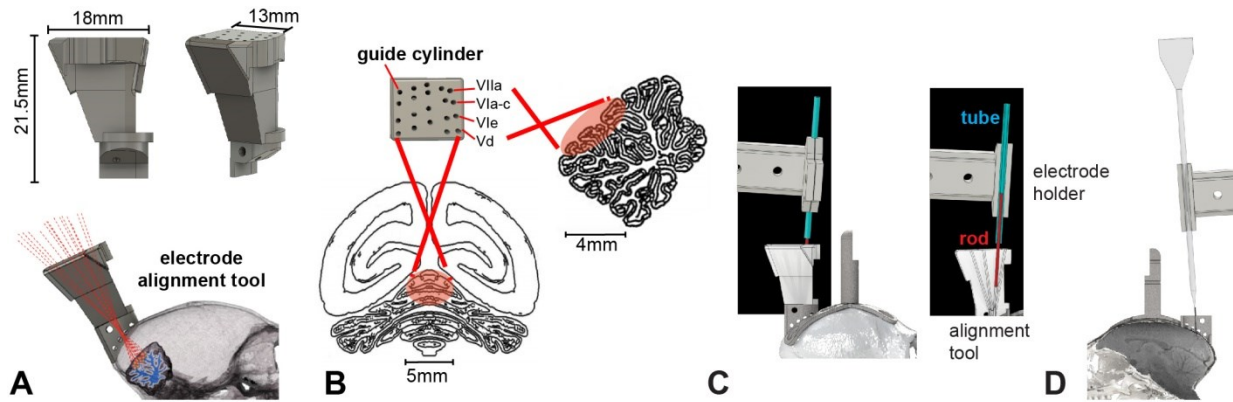 18mm
13mm
21.5mm
electrode
alignment tool
A
guide cylinder
VIIa
VIa-c
VIe
Vd
4mm
5mm
B
tube
electrode
holder
rod
alignment
tool
C
D